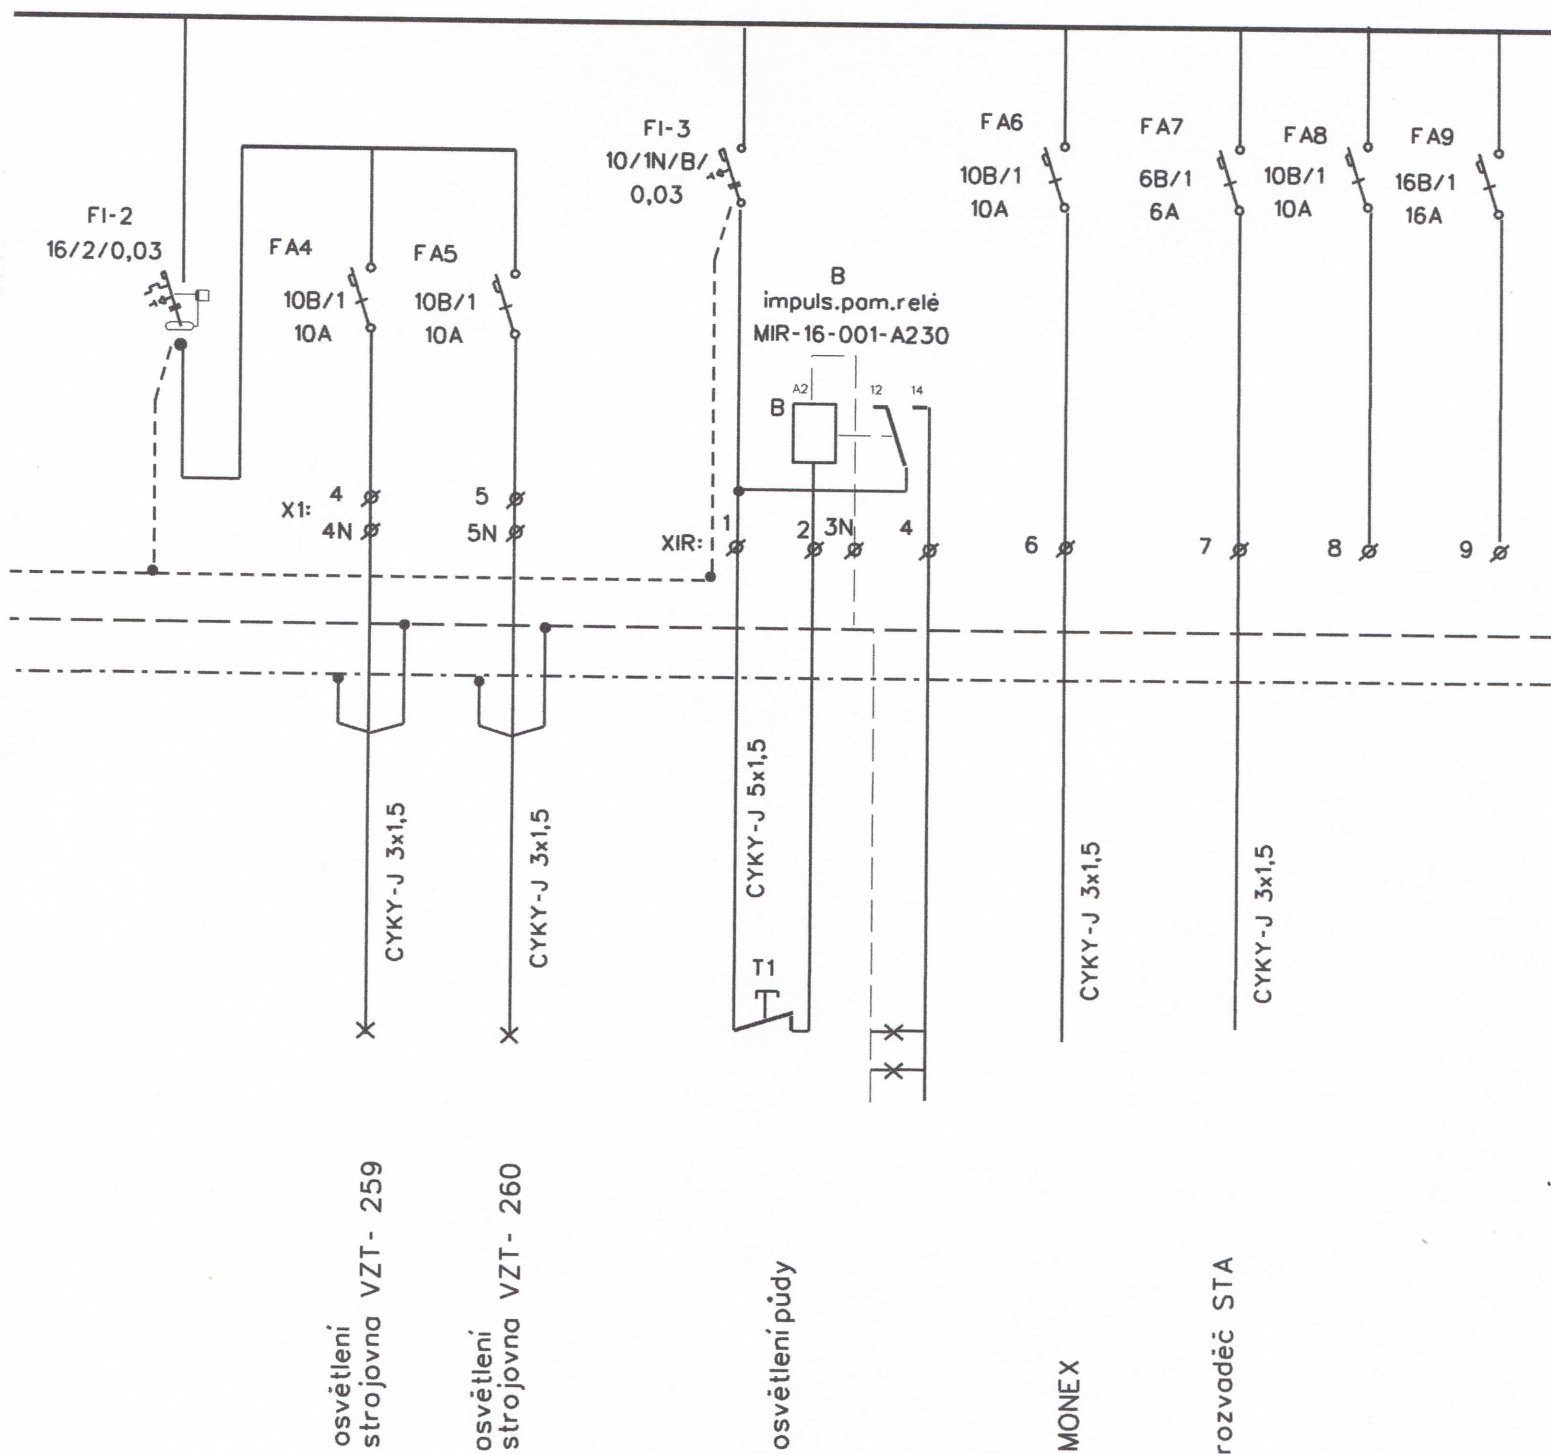 FI-2
16/2/0,03
FA4
10B/1
10A
FA5
10B/1
10A
FI-3
10/1N/B/
0,03
B
impuls.pam.relé
MIR-16-001-A230
A2
12
14
B
FA6
10B/1
10A
FA7
6B/1
6A
FA8
10B/1
10A
FA9
16B/1
16A
X1:
4
4N
5
5N
XIR:
1
2
3N
4
6
7
8
9
CYKY-J 3x1,5
CYKY-J 3x1,5
CYKY-J 5x1,5
T1
CYKY-J 3x1,5
CYKY-J 3x1,5
osvětlení
strojovna VZT- 259
osvětlení
strojovna VZT- 260
osvětlení půdy
MONEX
rozvaděč STA